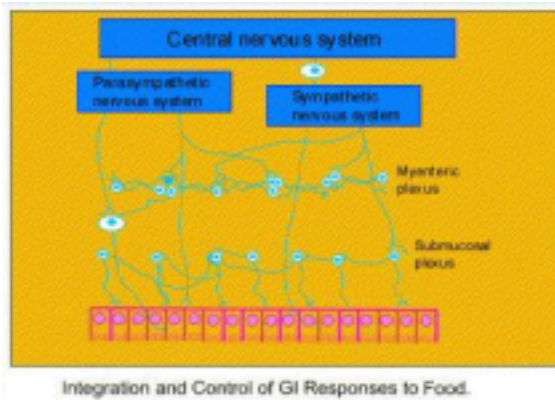 Central nervous system
Parasympathetic
nervous system
Sympathetic
nervous system
Myenteric
plexus
Submucosal
plexus
Integration and Control of GI Responses to Food.